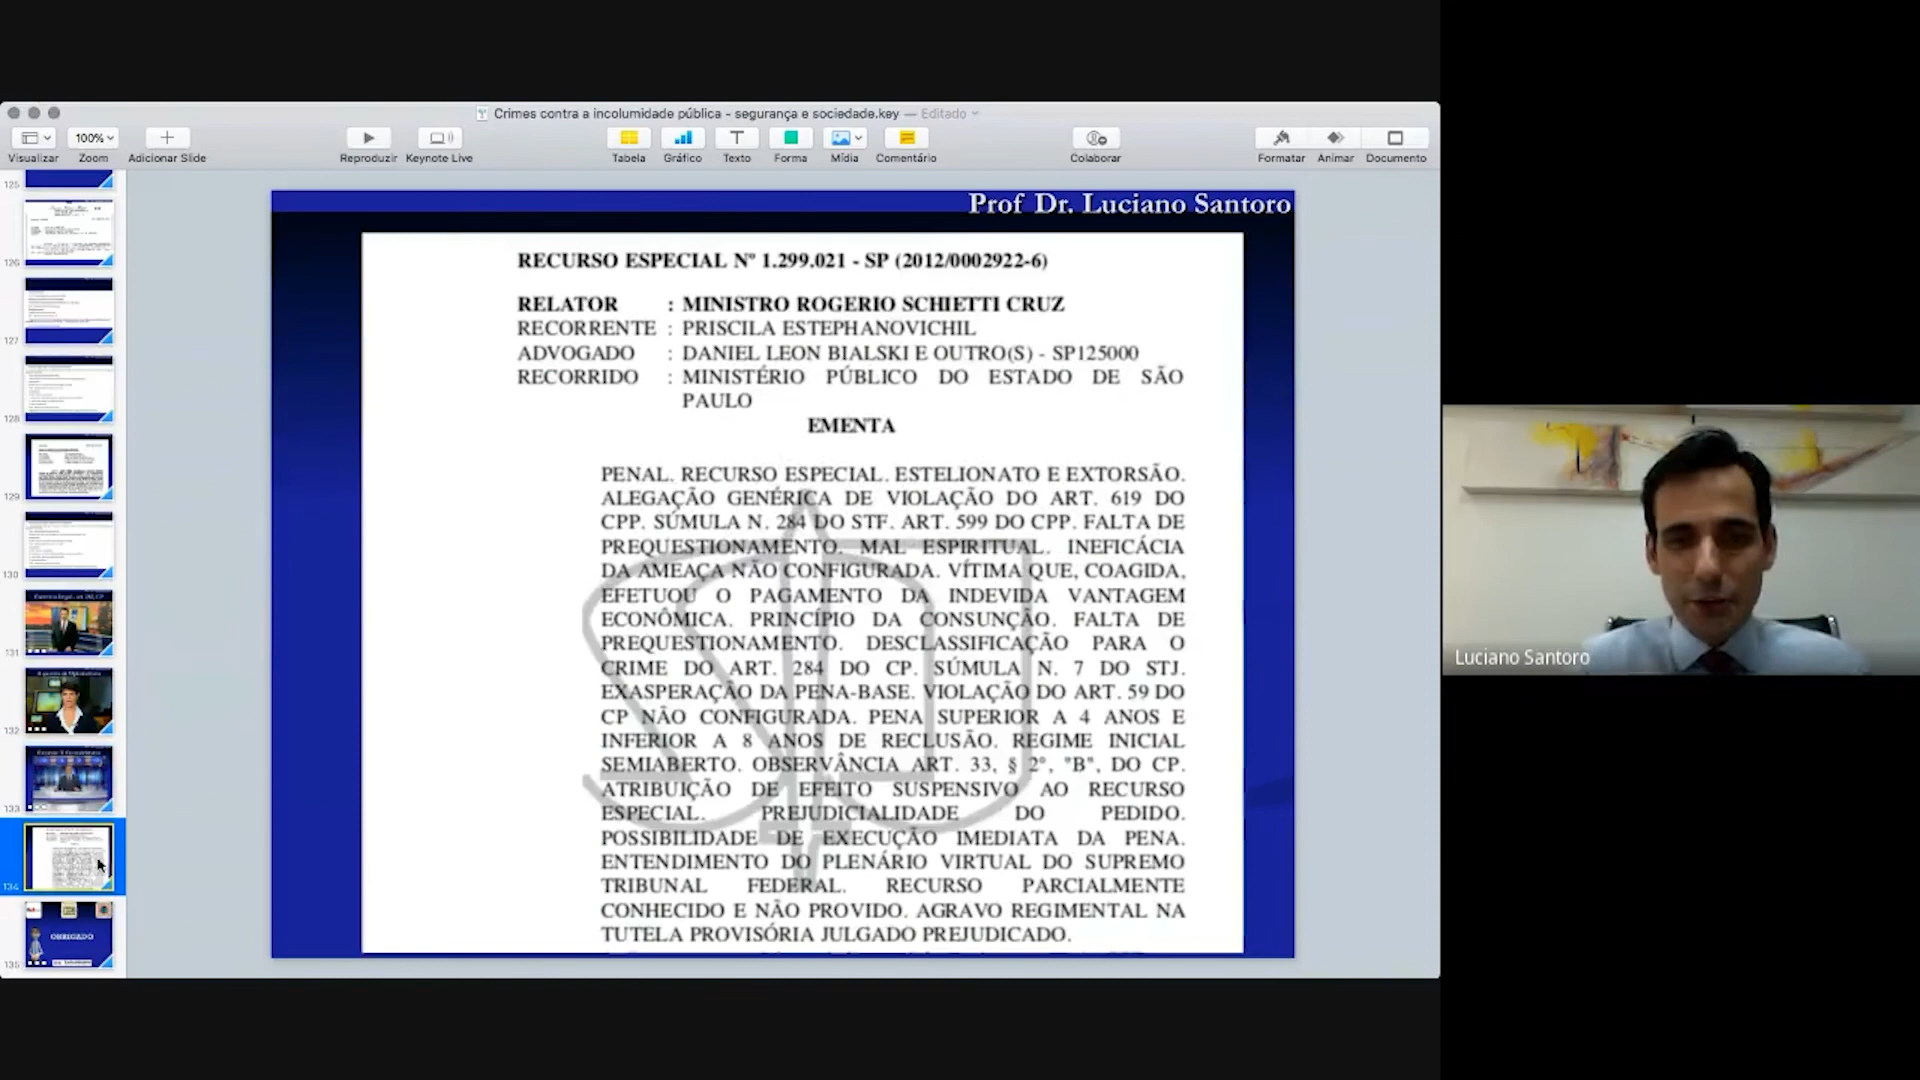 Crimes contra a incolumidade pública - segurança e sociedade.key — Editado
100%
Visualizar Zoom Adicionar Slide Reproduzir Keynote Live Tabela Gráfico Texto Forma Mídia Comentário Colaborar Formatar Animar Documento
Prof Dr. Luciano Santoro
RECURSO ESPECIAL Nº 1.299.021 - SP (2012/0002922-6)
RELATOR : MINISTRO ROGERIO SCHIETTI CRUZ
RECORRENTE : PRISCILA ESTEPHANOVICHIL
ADVOGADO : DANIEL LEON BIALSKI E OUTRO(S) - SP125000
RECORRIDO : MINISTÉRIO PÚBLICO DO ESTADO DE SÃO
PAULO
EMENTA
PENAL. RECURSO ESPECIAL. ESTELIONATO E EXTORSÃO.
ALEGAÇÃO GENÉRICA DE VIOLAÇÃO DO ART. 619 DO
CPP. SÚMULA N. 284 DO STF. ART. 599 DO CPP. FALTA DE
PREQUESTIONAMENTO. MAL ESPIRITUAL. INEFICÁCIA
DA AMEAÇA NÃO CONFIGURADA. VÍTIMA QUE, COAGIDA,
EFETUOU O PAGAMENTO DA INDEVIDA VANTAGEM
ECONÔMICA. PRINCÍPIO DA CONSUNÇÃO. FALTA DE
PREQUESTIONAMENTO. DESCLASSIFICAÇÃO PARA O
CRIME DO ART. 284 DO CP. SÚMULA N. 7 DO STJ.
EXASPERAÇÃO DA PENA-BASE. VIOLAÇÃO DO ART. 59 DO
CP NÃO CONFIGURADA. PENA SUPERIOR A 4 ANOS E
INFERIOR A 8 ANOS DE RECLUSÃO. REGIME INICIAL
SEMIABERTO. OBSERVÂNCIA ART. 33, § 2º, "B", DO CP.
ATRIBUIÇÃO DE EFEITO SUSPENSIVO AO RECURSO
ESPECIAL. PREJUDICIALIDADE DO PEDIDO.
POSSIBILIDADE DE EXECUÇÃO IMEDIATA DA PENA.
ENTENDIMENTO DO PLENÁRIO VIRTUAL DO SUPREMO
TRIBUNAL FEDERAL. RECURSO PARCIALMENTE
CONHECIDO E NÃO PROVIDO. AGRAVO REGIMENTAL NA
TUTELA PROVISÓRIA JULGADO PREJUDICADO.
125
126
127
128
129
130
131
132
133
134
OBRIGADO
135
Luciano Santoro